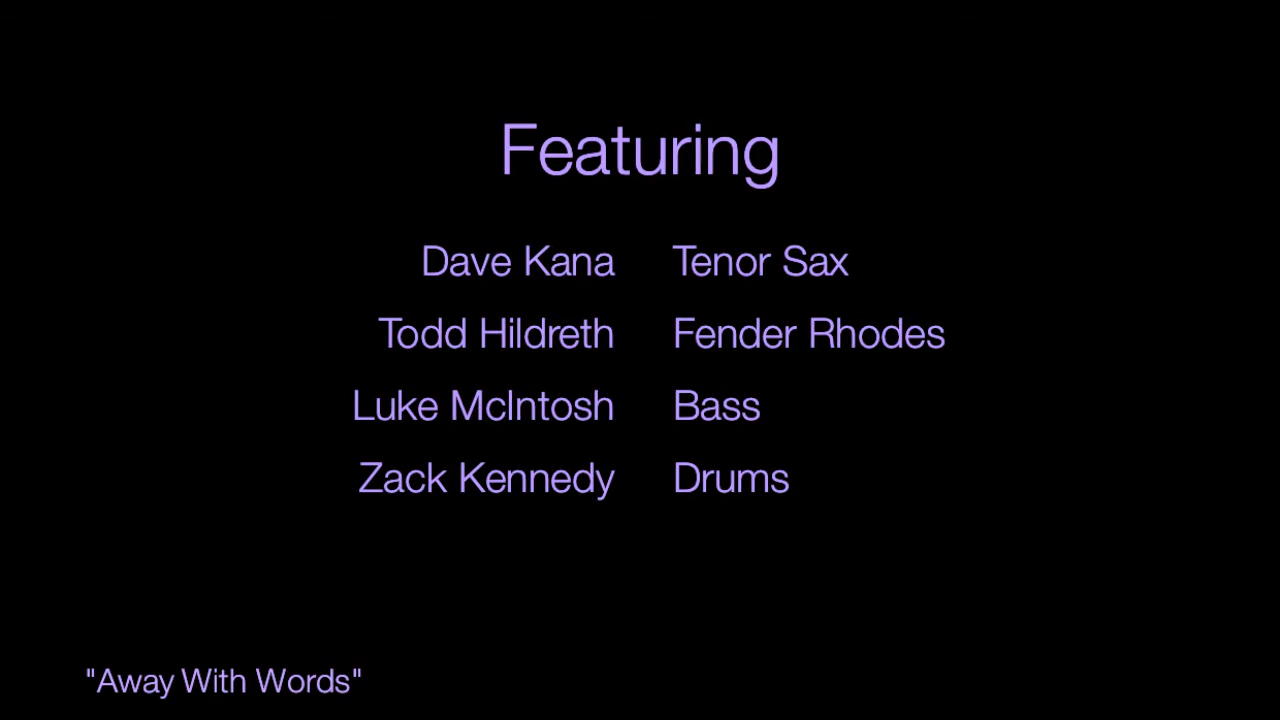 Featuring
Dave Kana Tenor Sax
Todd Hildreth Fender Rhodes
Luke McIntosh Bass
Zack Kennedy Drums
"Away With Words"